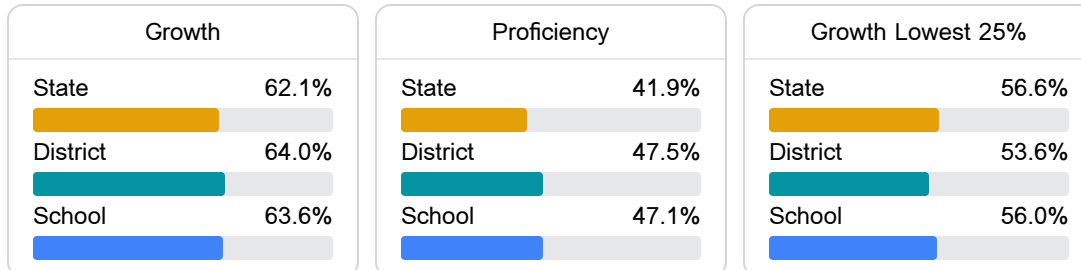 Growth
State 62.1%
District 64.0%
School 63.6%
Proficiency
State 41.9%
District 47.5%
School 47.1%
Growth Lowest 25%
State 56.6%
District 53.6%
School 56.0%